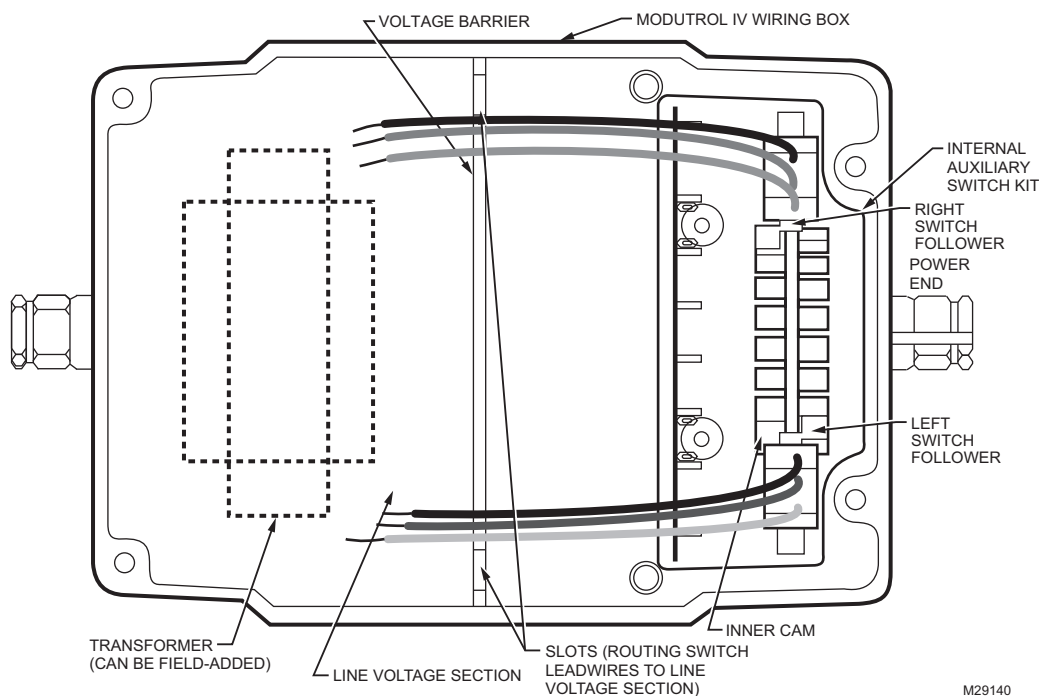 VOLTAGE BARRIER
MODUTROL IV WIRING BOX
INTERNAL
AUXILIARY
SWITCH KIT
RIGHT
SWITCH
FOLLOWER
POWER
END
LEFT
SWITCH
FOLLOWER
INNER CAM
TRANSFORMER
(CAN BE FIELD-ADDED)
LINE VOLTAGE SECTION
SLOTS (ROUTING SWITCH
LEADWIRES TO LINE
VOLTAGE SECTION)
M29140